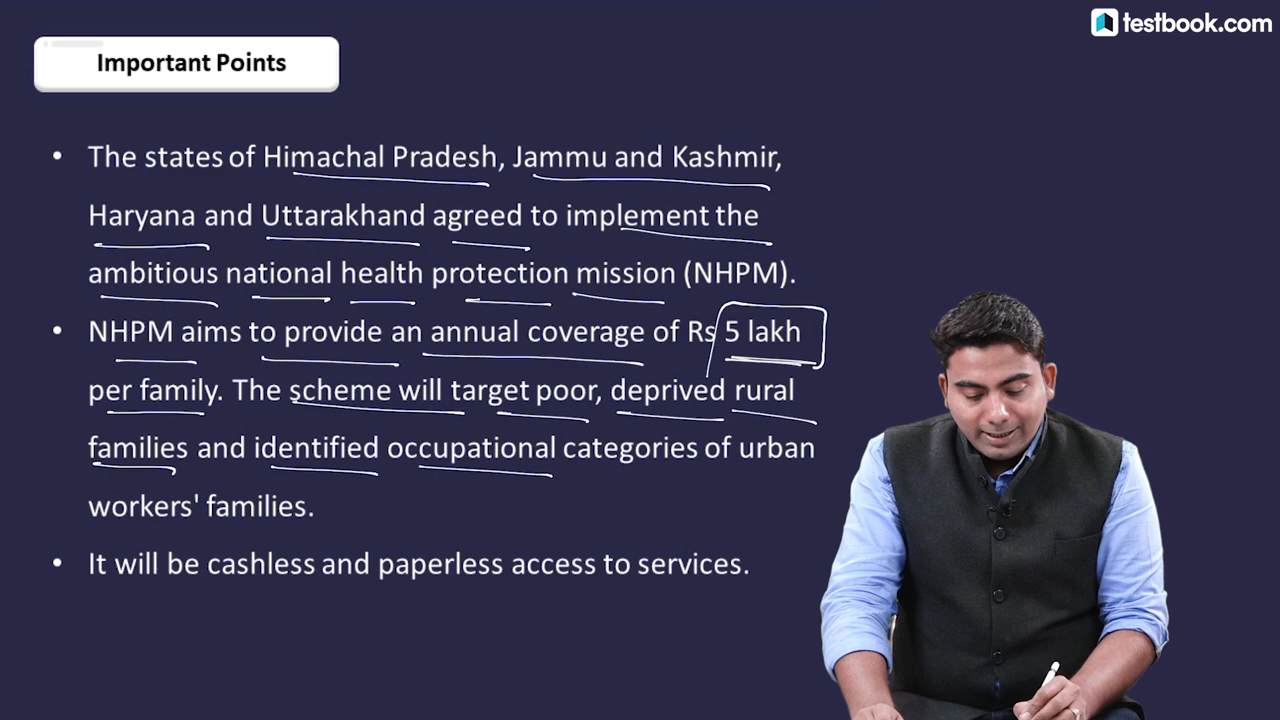 testbook.com
Important Points
• The states of Himachal Pradesh, Jammu and Kashmir,
Haryana and Uttarakhand agreed to implement the
ambitious national health protection mission (NHPM).
• NHPM aims to provide an annual coverage of Rs 5 lakh
per family. The scheme will target poor, deprived rural
families and identified occupational categories of urban
workers' families.
• It will be cashless and paperless access to services.